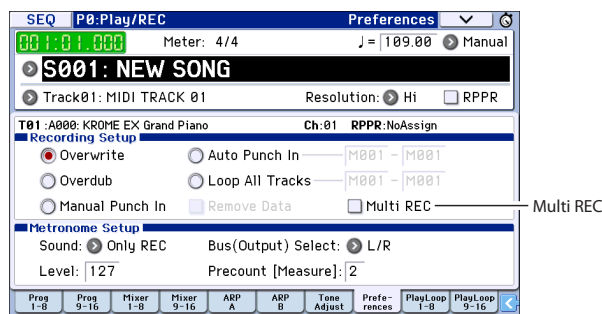 SEQ P0:Play/REC Preferences
001:01.000 Meter: 4/4 ♩= 109.00 Manual
S001: NEW SONG
Track01: MIDI TRACK 01 Resolution: Hi RPPR
T01 :A000: KROME EX Grand Piano Ch:01 RPPR:NoAssign
Recording Setup
Overwrite Auto Punch In M001 - M001
Overdub Loop All Tracks M001 - M001
Manual Punch In Remove Data Multi REC Multi REC
Metronome Setup
Sound: Only REC Bus(Output) Select: L/R
Level: 127 Precount [Measure]: 2
Prog 1-8 Prog 9-16 Mixer 1-8 Mixer 9-16 ARP A ARP B Tone Adjust Prefe-rences PlayLoop 1-8 PlayLoop 9-16